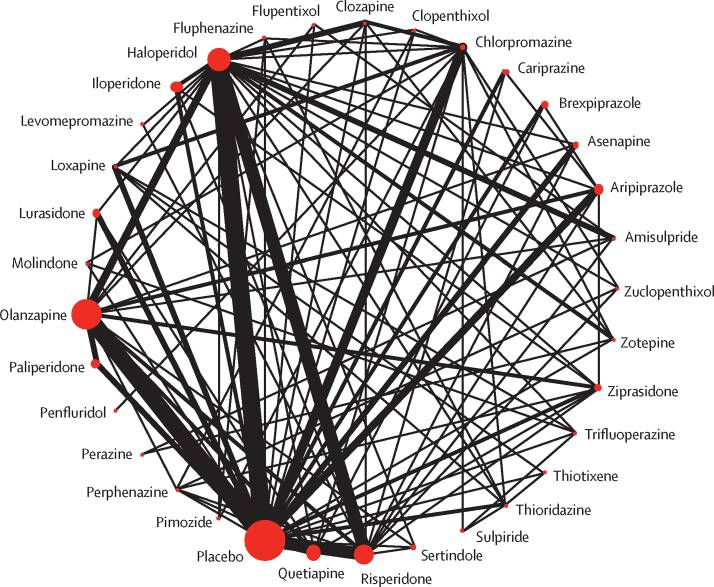 Clozapine
Clopenthixol
Chlorpromazine
Cariprazine
Brexpiprazole
Asenapine
Aripiprazole
Amisulpride
Zuclopenthixol
Zotepine
Ziprasidone
Trifluoperazine
Thiotixene
Thioridazine
Sulpiride
Sertindole
Risperidone
Quetiapine
Placebo
Pimozide
Perphenazine
Perazine
Penfluridol
Paliperidone
Olanzapine
Molindone
Lurasidone
Loxapine
Levomepromazine
Iloperidone
Haloperidol
Fluphenazine
Flupentixol